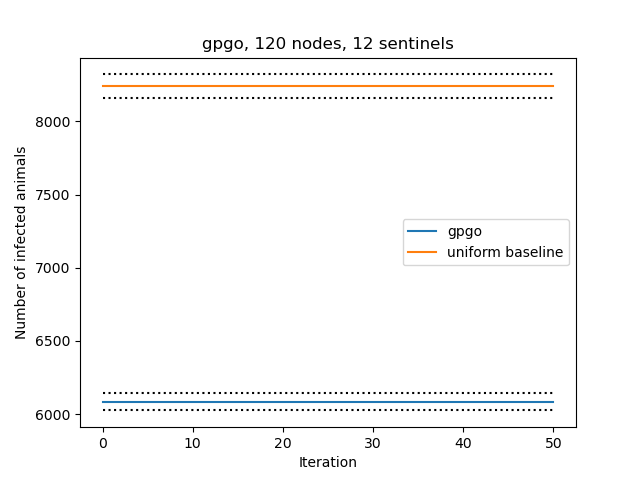 gpgo, 120 nodes, 12 sentinels
Number of infected animals
8000
7500
7000
6500
6000
gpgo
uniform baseline
0 10 20 30 40 50
Iteration